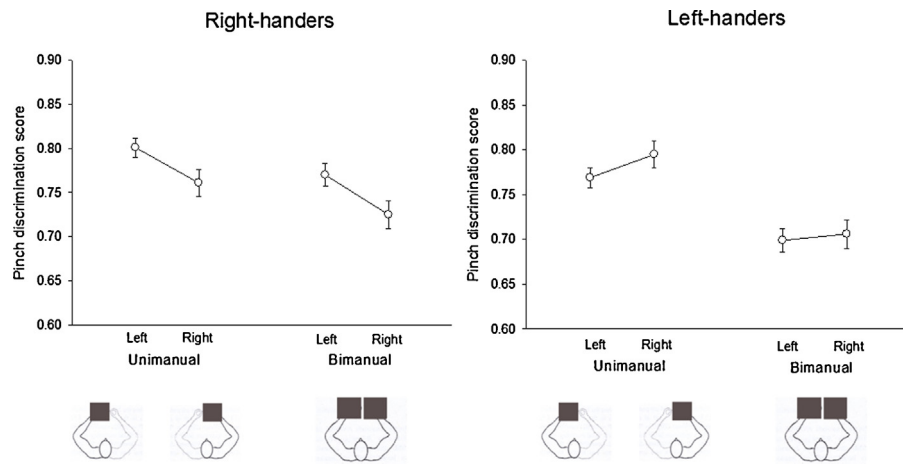 Right-handers
Pinch discrimination score
0.90
0.85
0.80
0.75
0.70
0.65
0.60
Left Right Left Right
Unimanual Bimanual
Left-handers
Pinch discrimination score
0.90
0.85
0.80
0.75
0.70
0.65
0.60
Left Right Left Right
Unimanual Bimanual